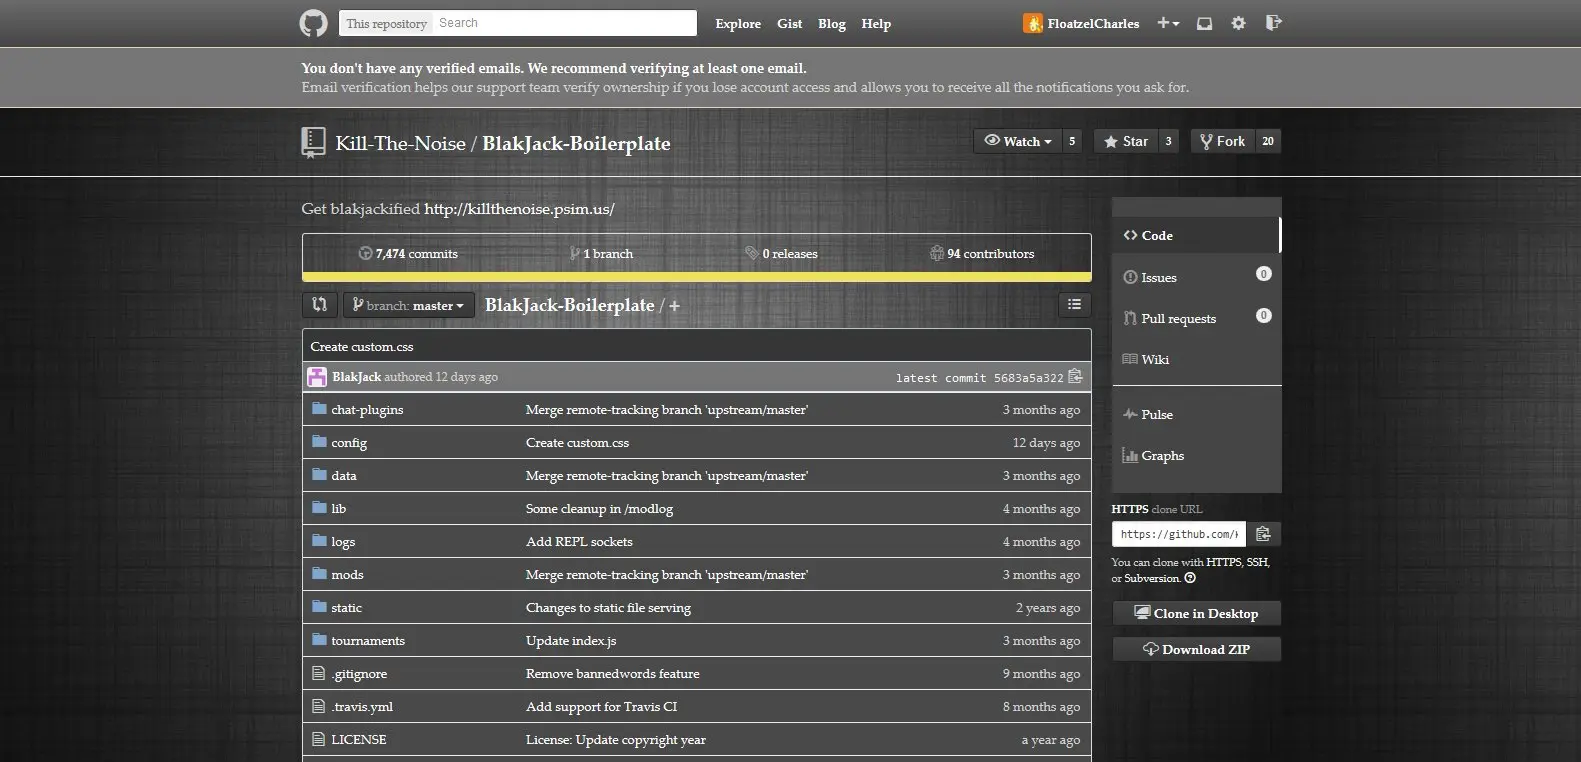 This repository Search Explore Gist Blog Help FloatzelCharles
You don't have any verified emails. We recommend verifying at least one email.
Email verification helps our support team verify ownership if you lose account access and allows you to receive all the notifications you ask for.
Kill-The-Noise / BlakJack-Boilerplate Watch 5 Star 3 Fork 20
Get blakjackified http://killthenoise.psim.us/
7,474 commits 1 branch 0 releases 94 contributors
branch: master BlakJack-Boilerplate / +
Create custom.css
BlakJack authored 12 days ago latest commit 5683a5a322
chat-plugins Merge remote-tracking branch 'upstream/master' 3 months ago
config Create custom.css 12 days ago
data Merge remote-tracking branch 'upstream/master' 3 months ago
lib Some cleanup in /modlog 4 months ago
logs Add REPL sockets 4 months ago
mods Merge remote-tracking branch 'upstream/master' 3 months ago
static Changes to static file serving 2 years ago
tournaments Update index.js 3 months ago
.gitignore Remove bannedwords feature 9 months ago
.travis.yml Add support for Travis CI 8 months ago
LICENSE License: Update copyright year a year ago
Code
Issues 0
Pull requests 0
Wiki
Pulse
Graphs
HTTPS clone URL
https://github.com/
You can clone with HTTPS, SSH,
or Subversion.
Clone in Desktop
Download ZIP